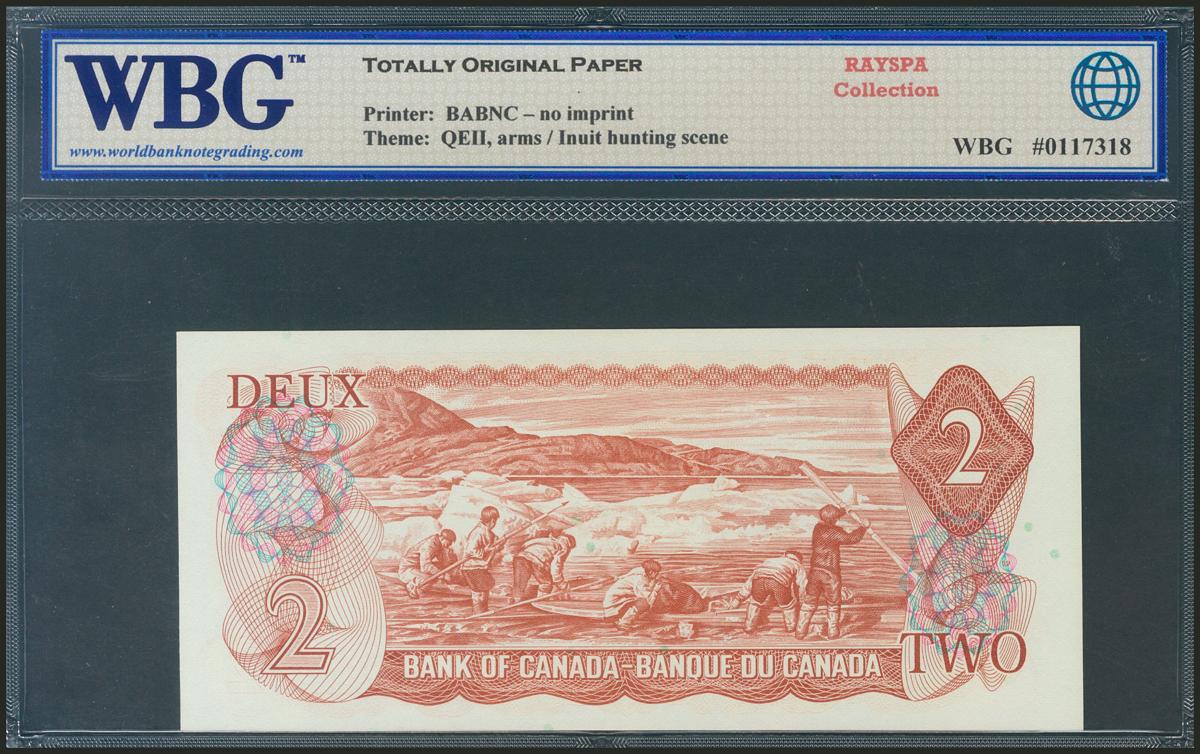 WBG™
www.worldbanknotegrading.com
TOTALLY ORIGINAL PAPER
Printer: BABNC – no imprint
Theme: QEII, arms / Inuit hunting scene
RAYSPA
Collection
WBG #0117318
DEUX
2
2
TWO
BANK OF CANADA-BANQUE DU CANADA